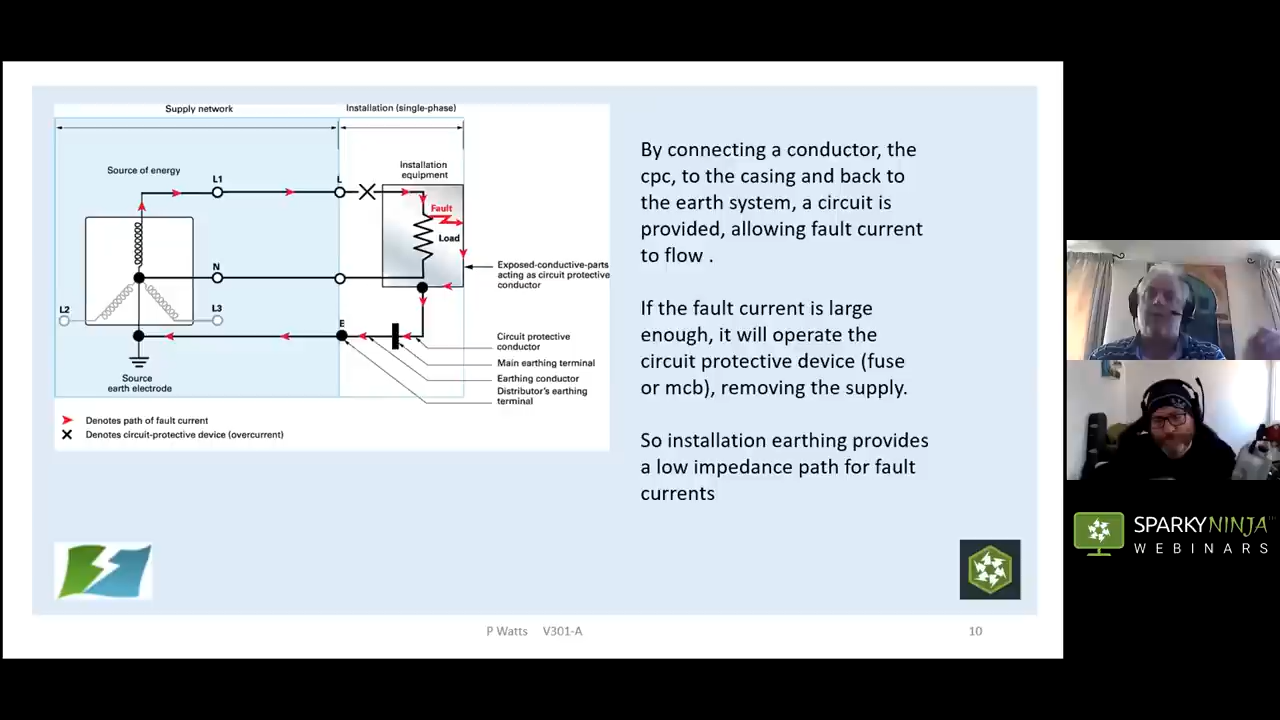 Supply network
Installation (single-phase)
Source of energy
Installation
equipment
L1
L
Fault
Load
N
L2
L3
E
Exposed-conductive-parts
acting as circuit protective
conductor
Circuit protective
conductor
Main earthing terminal
Earthing conductor
Distributor's earthing
terminal
Source
earth electrode
Denotes path of fault current
Denotes circuit-protective device (overcurrent)
By connecting a conductor, the
cpc, to the casing and back to
the earth system, a circuit is
provided, allowing fault current
to flow .
If the fault current is large
enough, it will operate the
circuit protective device (fuse
or mcb), removing the supply.
So installation earthing provides
a low impedance path for fault
currents
P Watts V301-A
10
SPARKYNINJA
WEBINARS